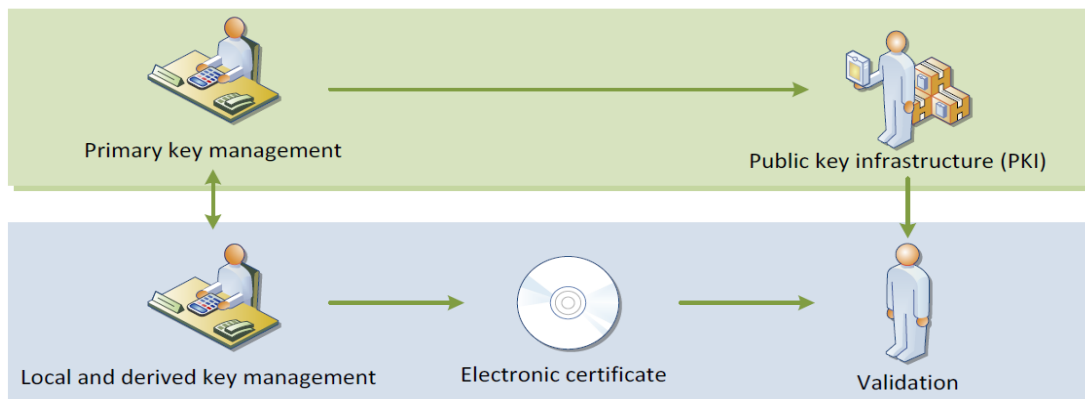 Primary key management
Public key infrastructure (PKI)
Local and derived key management
Electronic certificate
Validation